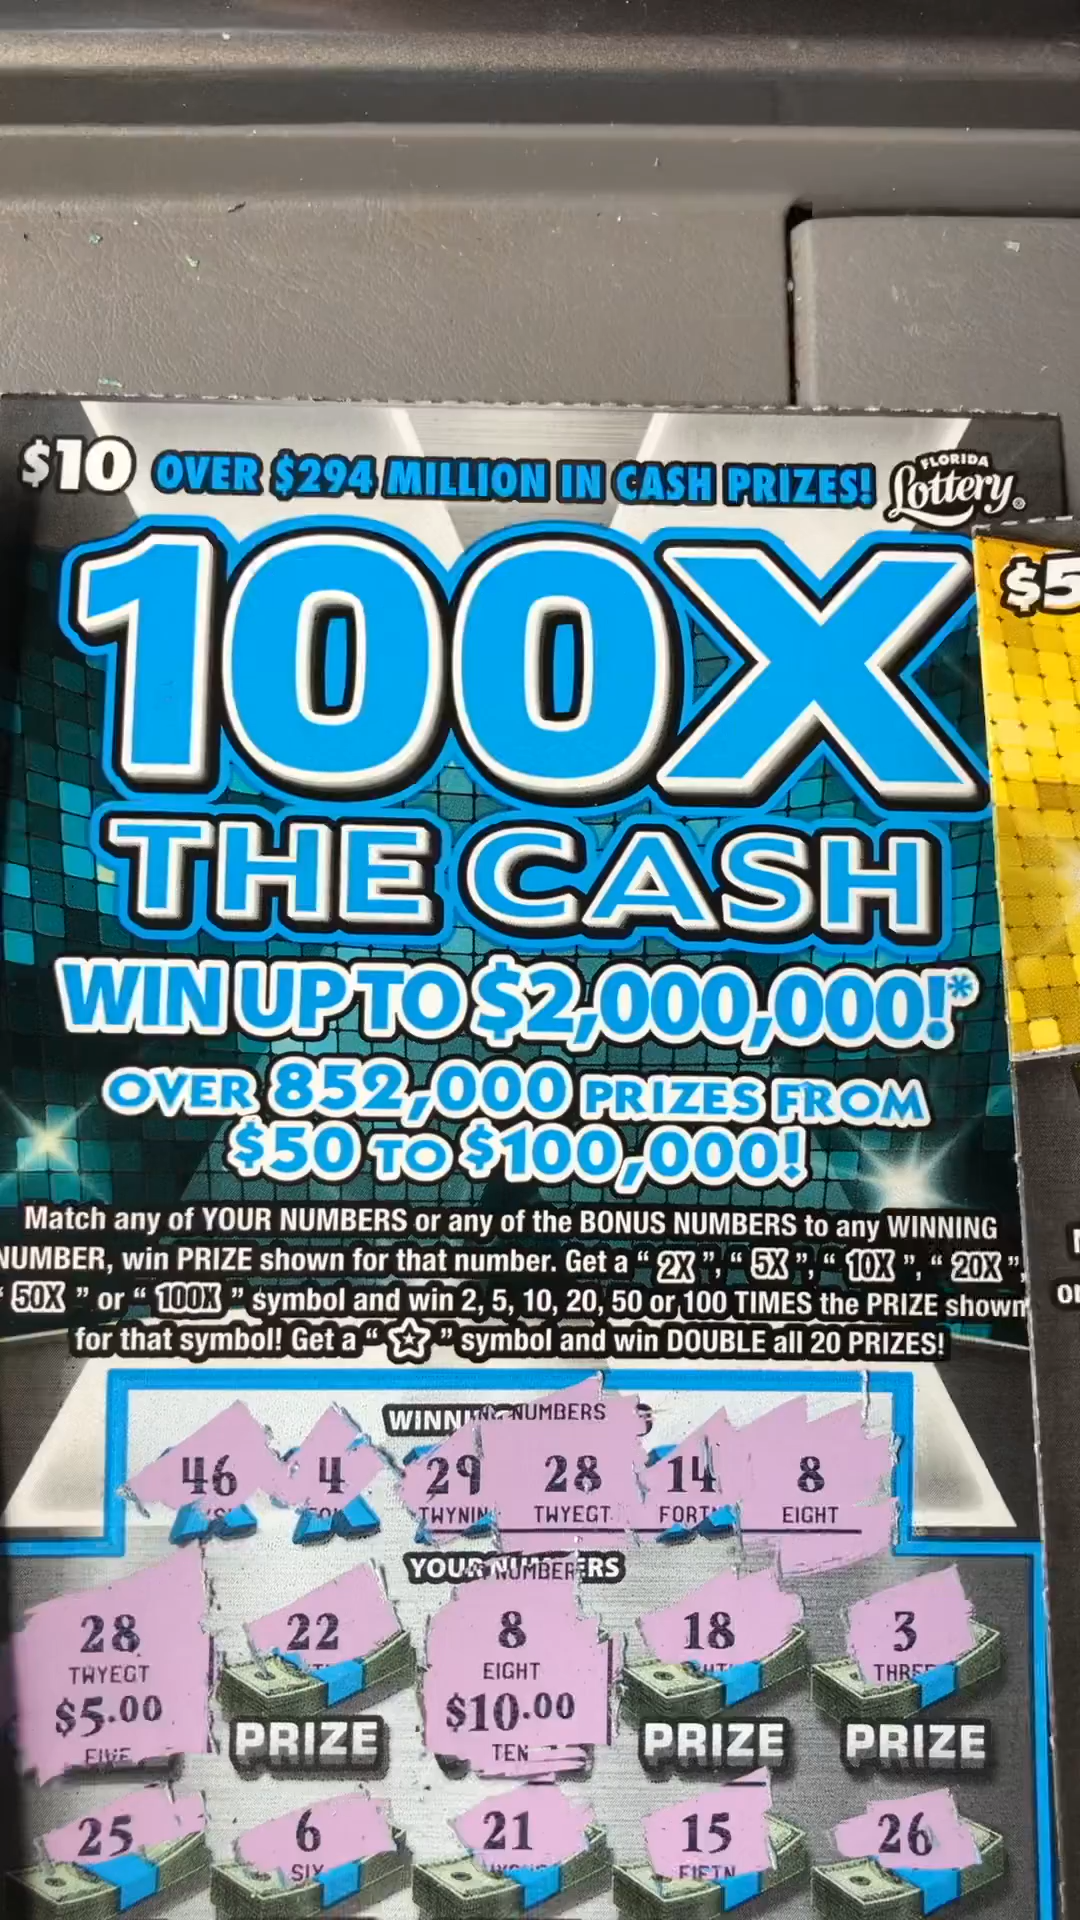 $10 OVER $294 MILLION IN CASH PRIZES! FLORIDA Lottery®
$5
100X
THE CASH
WIN UP TO $2,000,000!*
OVER 852,000 PRIZES FROM
$50 TO $100,000!
Match any of YOUR NUMBERS or any of the BONUS NUMBERS to any WINNING
NUMBER, win PRIZE shown for that number. Get a “ 2X ”, “ 5X ”, “ 10X ”, “ 20X ”,
“ 50X ” or “ 100X ” symbol and win 2, 5, 10, 20, 50 or 100 TIMES the PRIZE shown
for that symbol! Get a “ ☆ ” symbol and win DOUBLE all 20 PRIZES!
WINNING NUMBERS
46 4 29 28 14 8
TWYNIN TWYEGT FORT EIGHT
YOUR NUMBERS
28 22 8 18 3
TWYEGT EIGHT THRE
$5.00 $10.00
PRIZE PRIZE PRIZE
FIVE TEN
25 6 21 15 26
SIX FIFTN